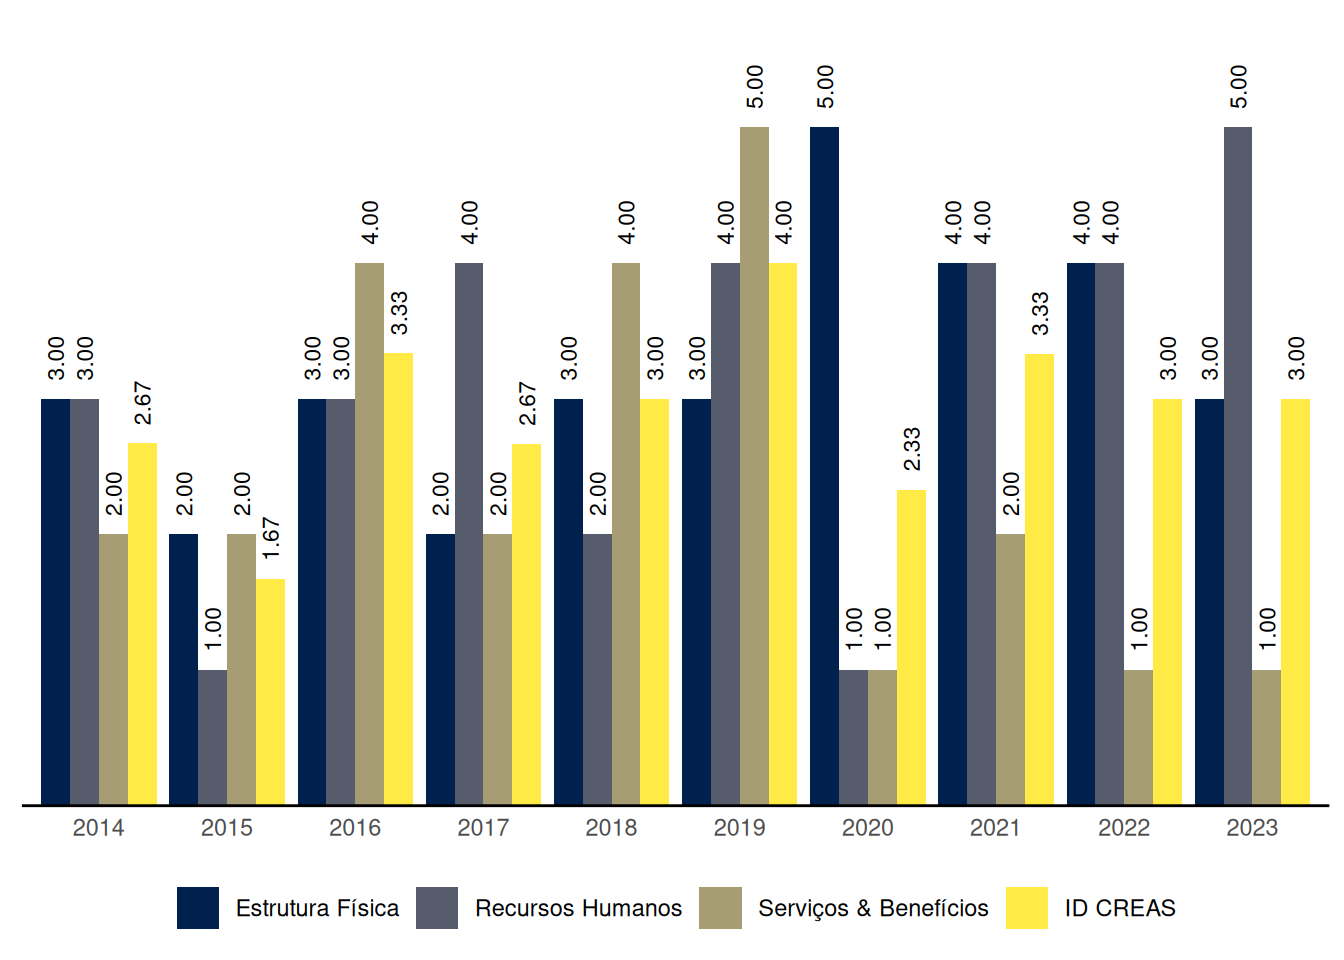 5.00 5.00 5.00
4.00 4.00 4.00 4.00 4.00 4.00 4.00 4.00 4.00
3.33 3.33
3.00 3.00 3.00 3.00 3.00 3.00 3.00 3.00 3.00 3.00
2.67 2.67
2.33
2.00 2.00 2.00 2.00 2.00 2.00 2.00
1.67
1.00 1.00 1.00 1.00 1.00
2014 2015 2016 2017 2018 2019 2020 2021 2022 2023
Estrutura Física Recursos Humanos Serviços & Benefícios ID CREAS